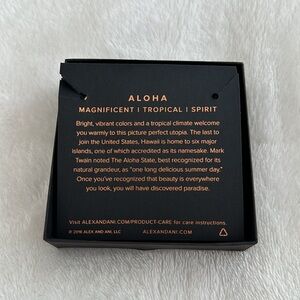 ALOHA
MAGNIFICENT | TROPICAL | SPIRIT
Bright, vibrant colors and a tropical climate welcome
you warmly to this picture perfect utopia. The last to
join the United States, Hawaii is home to six major
islands, one of which accredited as its namesake. Mark
Twain noted The Aloha State, best recognized for its
natural grandeur, as "one long delicious summer day."
Once you've recognized that beauty is everywhere
you look, you will have discovered paradise.
Visit ALEXANDANI.COM/PRODUCT-CARE for care instructions.
© 2016 ALEX AND ANI, LLC
ALEXANDANI.COM